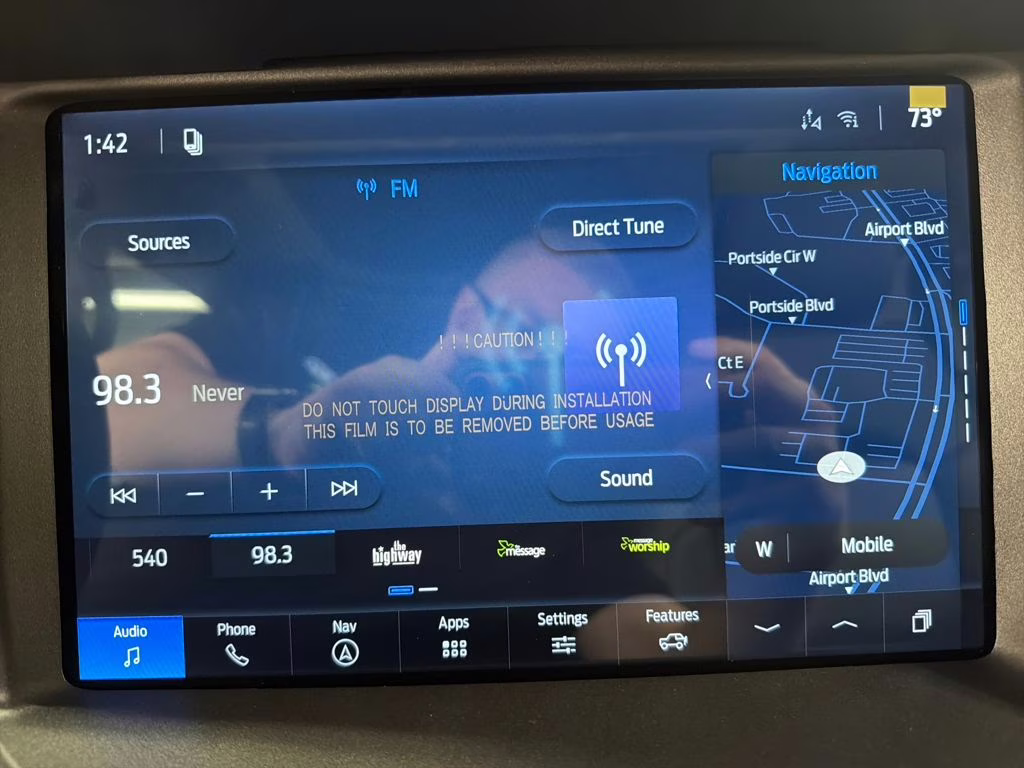 1:42
73°
FM
Navigation
Sources
Direct Tune
Airport Blvd
Portside Cir W
Portside Blvd
! ! !CAUTION! ! !
Ct E
98.3 Never
DO NOT TOUCH DISPLAY DURING INSTALLATION
THIS FILM IS TO BE REMOVED BEFORE USAGE
Sound
540
98.3
the
highway
the
message
message
worship
W
Mobile
Airport Blvd
Audio
Phone
Nav
Apps
Settings
Features